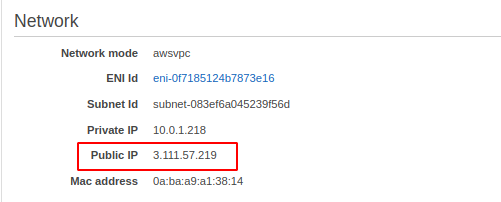 Network
Network mode awsvpc
ENI Id eni-0f7185124b7873e16
Subnet Id subnet-083ef6a045239f56d
Private IP 10.0.1.218
Public IP 3.111.57.219
Mac address 0a:ba:a9:a1:38:14